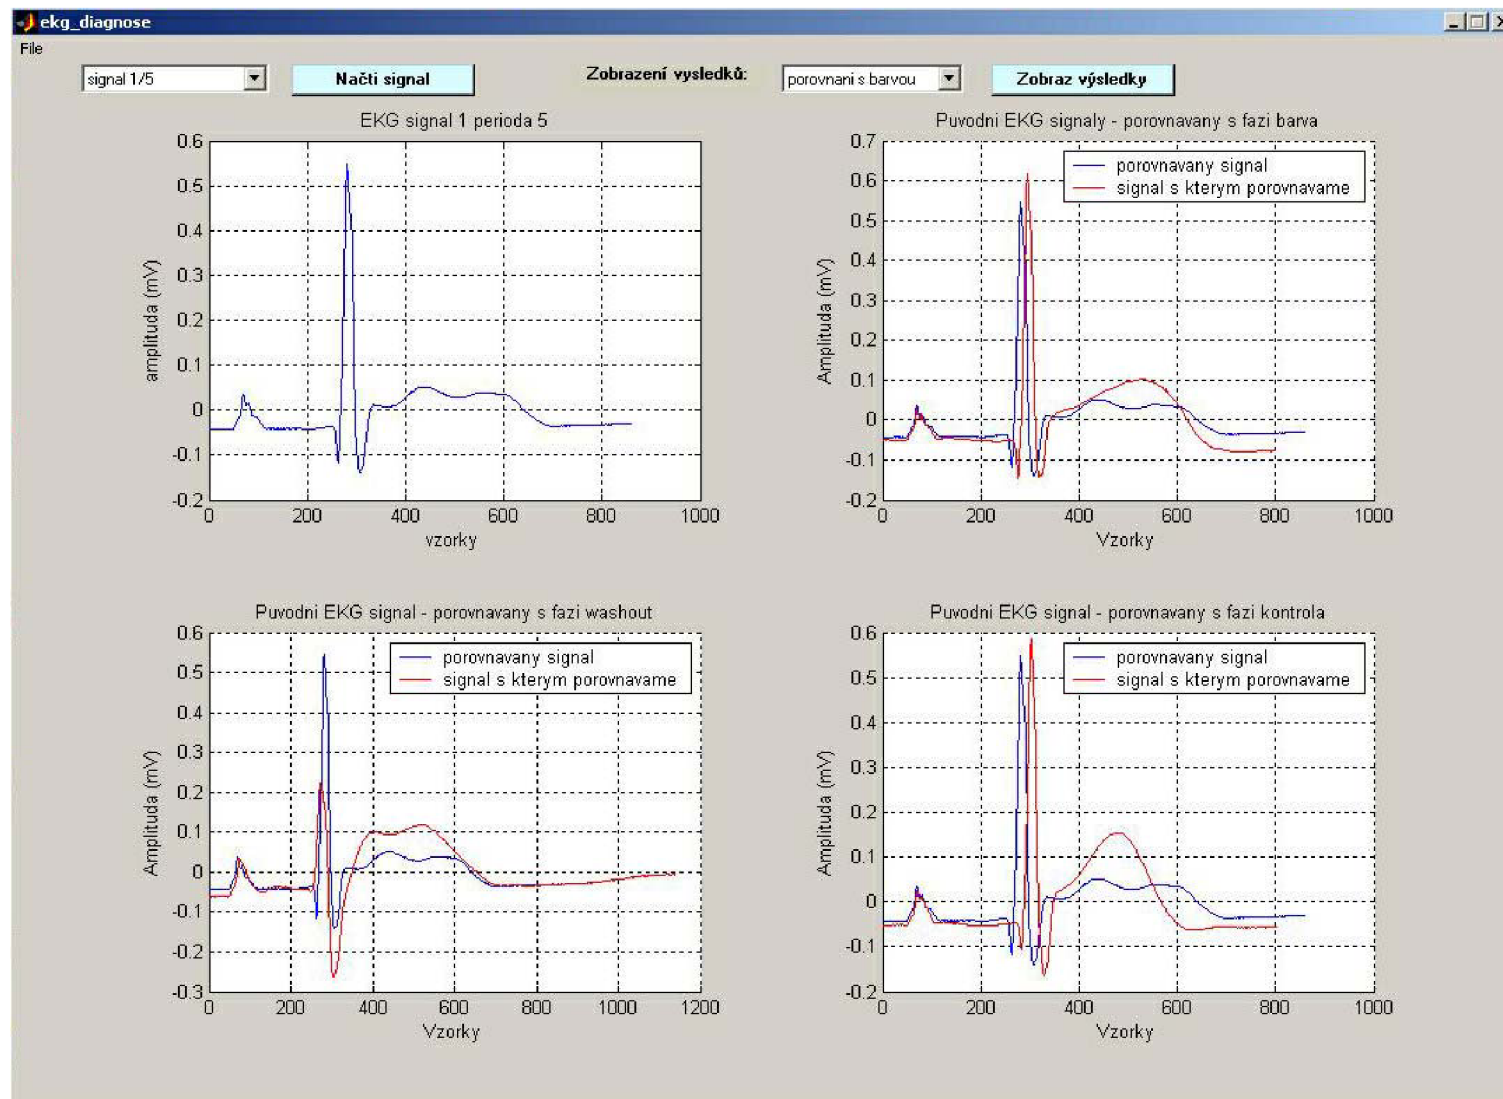 ekg_diagnose
File
signal 1/5
Načti signal
Zobrazení vysledků:
porovnani s barvou
Zobraz výsledky
EKG signal 1 perioda 5
0.6
0.5
0.4
0.3
0.2
0.1
0
-0.1
-0.2
amplituda (mV)
0 200 400 600 800 1000
vzorky
Puvodni EKG signaly - porovnavany s fazi barva
porovnavany signal
signal s kterym porovnavame
0.7
0.6
0.5
0.4
0.3
0.2
0.1
0
-0.1
-0.2
Amplituda (mV)
0 200 400 600 800 1000
Vzorky
Puvodni EKG signal - porovnavany s fazi washout
porovnavany signal
signal s kterym porovnavame
0.6
0.5
0.4
0.3
0.2
0.1
0
-0.1
-0.2
-0.3
Amplituda (mV)
0 200 400 600 800 1000 1200
Vzorky
Puvodni EKG signal - porovnavany s fazi kontrola
porovnavany signal
signal s kterym porovnavame
0.6
0.5
0.4
0.3
0.2
0.1
0
-0.1
-0.2
Amplituda (mV)
0 200 400 600 800 1000
Vzorky